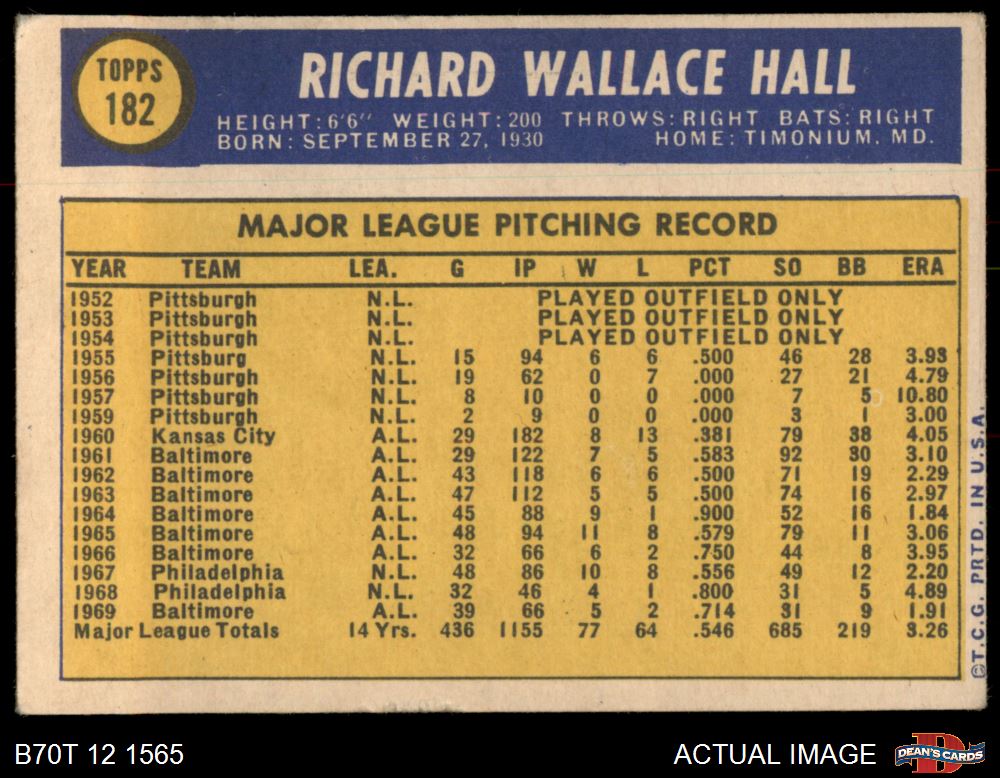 TOPPS
182
RICHARD WALLACE HALL
HEIGHT: 6'6" WEIGHT: 200 THROWS: RIGHT BATS: RIGHT
BORN: SEPTEMBER 27, 1930 HOME: TIMONIUM, MD.
MAJOR LEAGUE PITCHING RECORD
YEAR TEAM LEA. G IP W L PCT SO BB ERA
1952 Pittsburgh N.L. PLAYED OUTFIELD ONLY
1953 Pittsburgh N.L. PLAYED OUTFIELD ONLY
1954 Pittsburgh N.L. PLAYED OUTFIELD ONLY
1955 Pittsburg N.L. 15 94 6 6 .500 46 28 3.93
1956 Pittsburgh N.L. 19 62 0 7 .000 27 21 4.79
1957 Pittsburgh N.L. 8 10 0 0 .000 7 5 10.80
1959 Pittsburgh N.L. 2 9 0 0 .000 3 1 3.00
1960 Kansas City A.L. 29 182 8 13 .381 79 38 4.05
1961 Baltimore A.L. 29 122 7 5 .583 92 30 3.10
1962 Baltimore A.L. 43 118 6 6 .500 71 19 2.29
1963 Baltimore A.L. 47 112 5 5 .500 74 16 2.97
1964 Baltimore A.L. 45 88 9 1 .900 52 16 1.84
1965 Baltimore A.L. 48 94 11 8 .579 79 11 3.06
1966 Baltimore A.L. 32 66 6 2 .750 44 8 3.95
1967 Philadelphia N.L. 48 86 10 8 .556 49 12 2.20
1968 Philadelphia N.L. 32 46 4 1 .800 31 5 4.89
1969 Baltimore A.L. 39 66 5 2 .714 31 9 1.91
Major League Totals 14 Yrs. 436 1155 77 64 .546 685 219 3.26
©T.C.G. PRTD. IN U.S.A.
B70T 12 1565 ACTUAL IMAGE
DEAN'S CARDS